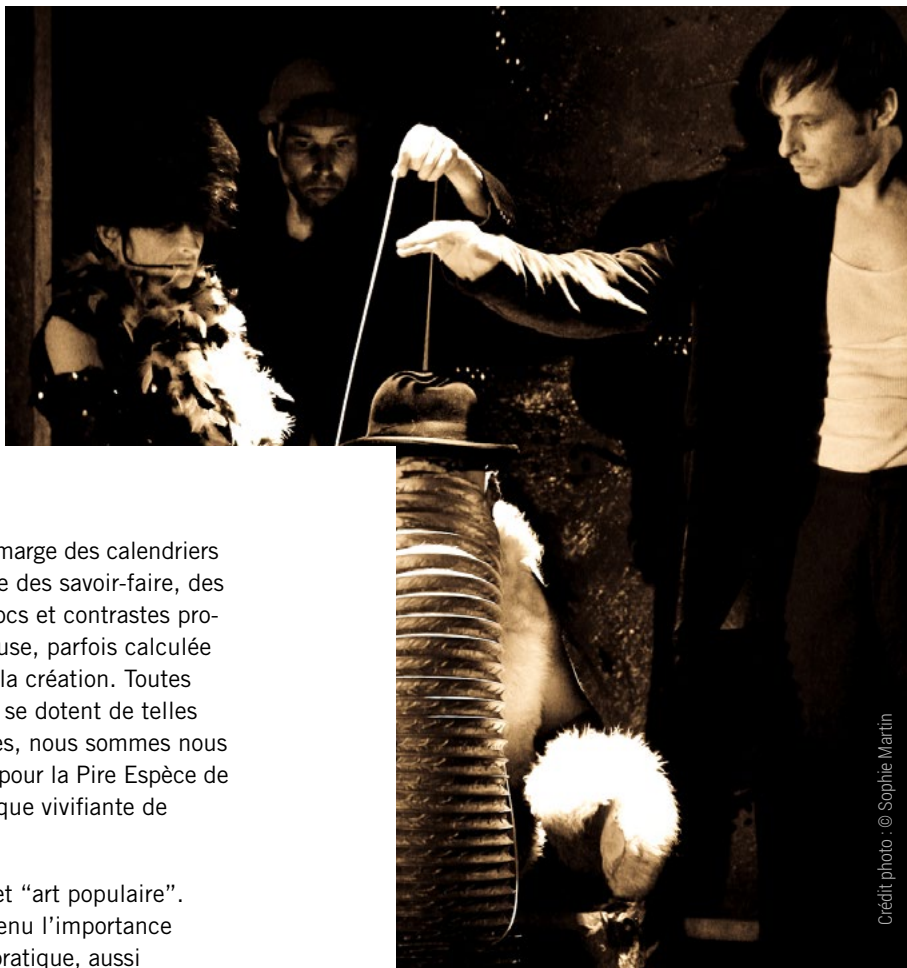 marge des calendriers
e des savoir-faire, des
ocs et contrastes pro-
use, parfois calculée
la création. Toutes
se dotent de telles
es, nous sommes nous
pour la Pire Espèce de
que vivifiante de
et “art populaire”.
enu l’importance
pratique, aussi
Crédit photo : © Sophie Martin